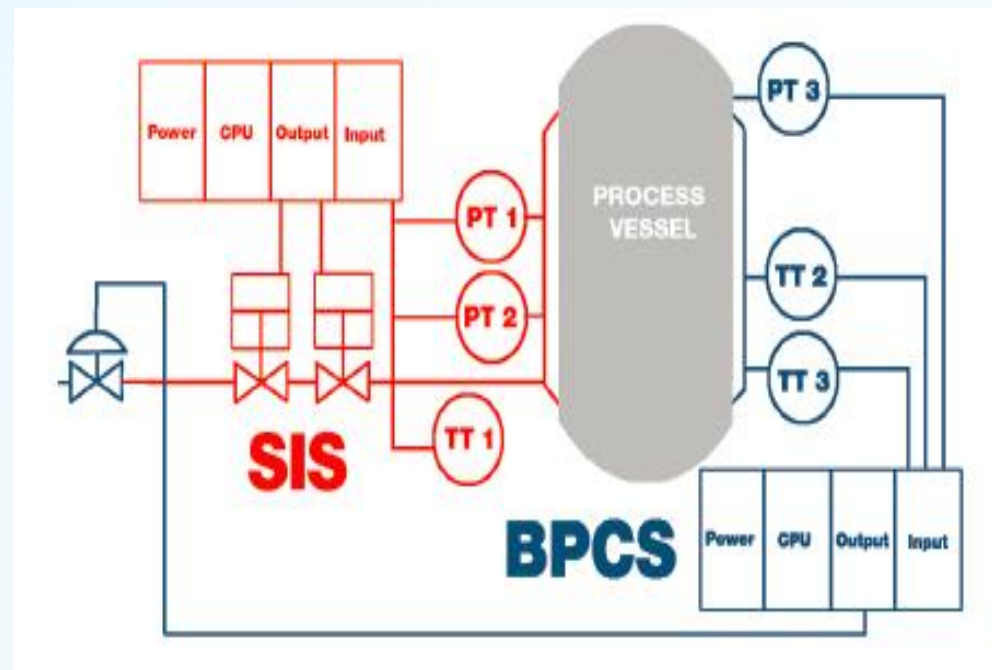 Power CPU Output Input
PT 3
PT 1
PROCESS
VESSEL
TT 2
PT 2
TT 3
TT 1
SIS
BPCS
Power CPU Output Input